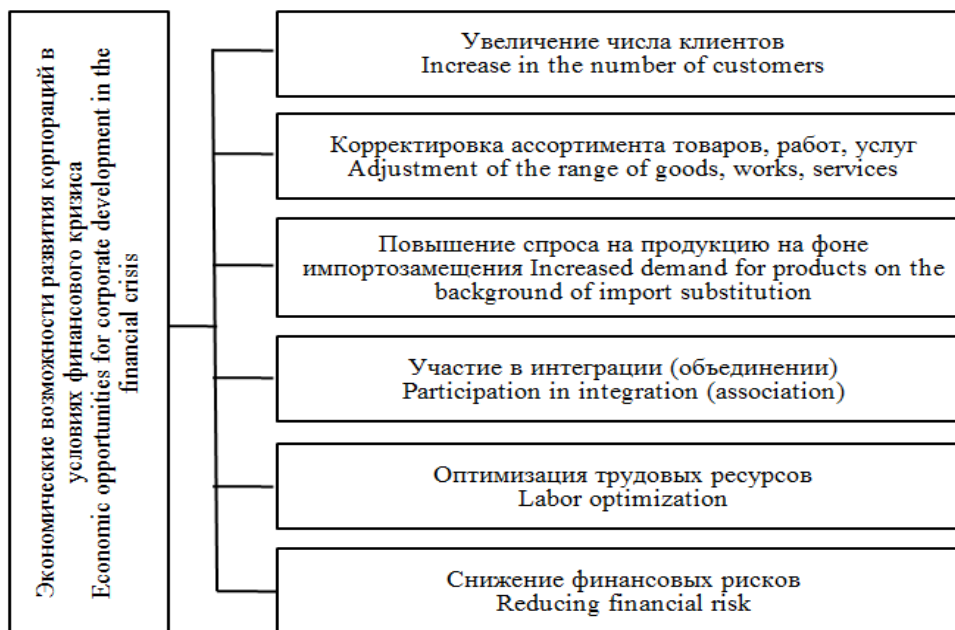 Экономические возможности развития корпораций в
условиях финансового кризиса
Economic opportunities for corporate development in the
financial crisis
Увеличение числа клиентов
Increase in the number of customers
Корректировка ассортимента товаров, работ, услуг
Adjustment of the range of goods, works, services
Повышение спроса на продукцию на фоне
импортозамещения Increased demand for products on the
background of import substitution
Участие в интеграции (объединении)
Participation in integration (association)
Оптимизация трудовых ресурсов
Labor optimization
Снижение финансовых рисков
Reducing financial risk